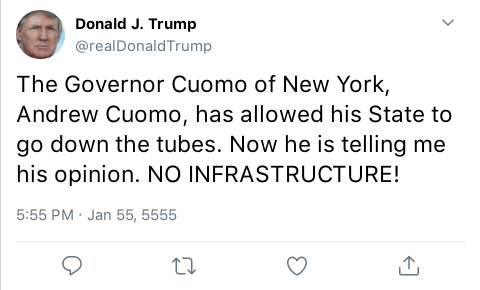 Donald J. Trump
@realDonaldTrump
The Governor Cuomo of New York,
Andrew Cuomo, has allowed his State to
go down the tubes. Now he is telling me
his opinion. NO INFRASTRUCTURE!
5:55 PM · Jan 55, 5555